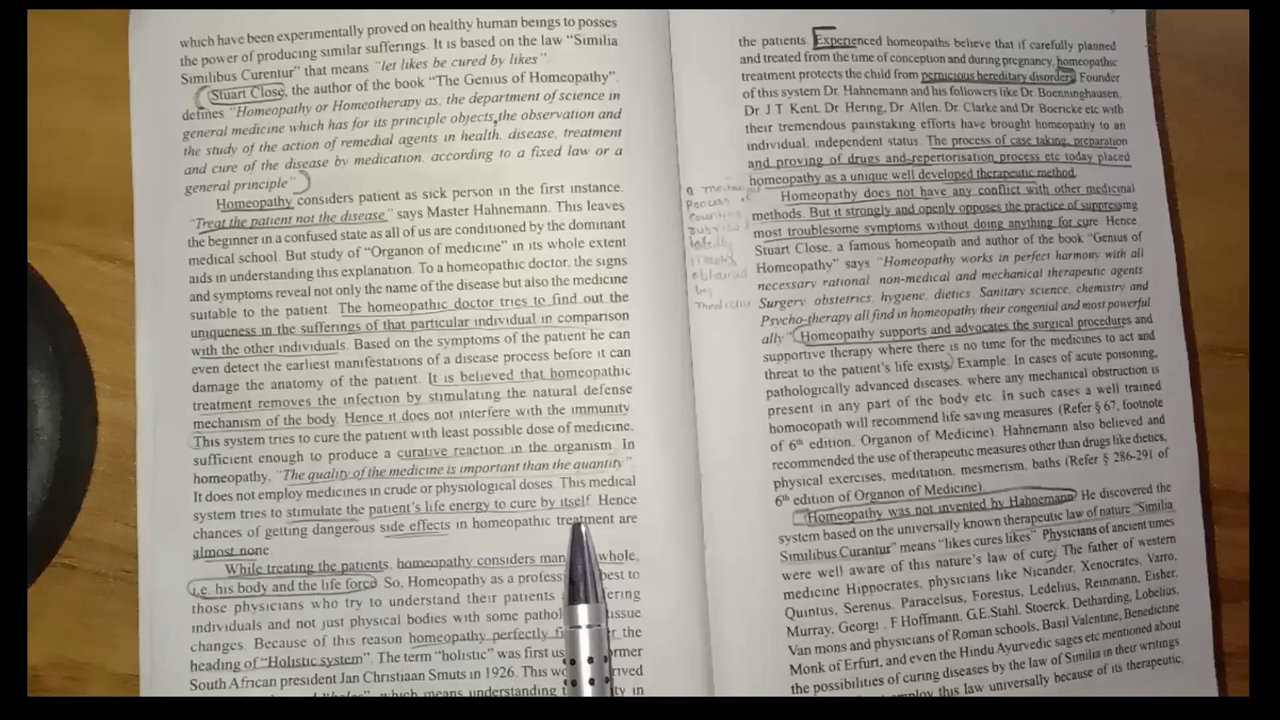 which have been experimentally proved on healthy human beings to posses
the power of producing similar sufferings. It is based on the law “Similia
Similibus Curentur” that means “let likes be cured by likes”.
Stuart Close, the author of the book “The Genius of Homeopathy”,
defines “Homeopathy or Homeotherapy as, the department of science in
general medicine which has for its principle objects, the observation and
the study of the action of remedial agents in health, disease, treatment
and cure of the disease by medication, according to a fixed law or a
general principle”
Homeopathy considers patient as sick person in the first instance.
“Treat the patient not the disease” says Master Hahnemann. This leaves
the beginner in a confused state as all of us are conditioned by the dominant
medical school. But study of “Organon of medicine” in its whole extent
aids in understanding this explanation. To a homeopathic doctor, the signs
and symptoms reveal not only the name of the disease but also the medicine
suitable to the patient. The homeopathic doctor tries to find out the
uniqueness in the sufferings of that particular individual in comparison
with the other individuals. Based on the symptoms of the patient he can
even detect the earliest manifestations of a disease process before it can
damage the anatomy of the patient. It is believed that homeopathic
treatment removes the infection by stimulating the natural defense
mechanism of the body. Hence it does not interfere with the immunity.
This system tries to cure the patient with least possible dose of medicine,
sufficient enough to produce a curative reaction in the organism. In
homeopathy, “The quality of the medicine is important than the quantity”.
It does not employ medicines in crude or physiological doses. This medical
system tries to stimulate the patient's life energy to cure by itself. Hence
chances of getting dangerous side effects in homeopathic treatment are
almost none.
While treating the patients, homeopathy considers man whole,
i.e. his body and the life force. So, Homeopathy as a best to
those physicians who try to understand their patients
individuals and not just physical bodies with some tissue
changes. Because of this reason homeopathy perfectly the
heading of “Holistic system”. The term “holistic” was first
South African president Jan Christiaan Smuts in 1926. This
which means understanding in
the patients. Experienced homeopaths believe that if carefully planned
and treated from the time of conception and during pregnancy, homeopathic
treatment protects the child from pernicious hereditary disorders. Founder
of this system Dr. Hahnemann and his followers like Dr Boenninghausen,
Dr J T Kent, Dr. Hering, Dr. Allen, Dr. Clarke and Dr Boericke etc with
their tremendous painstaking efforts have brought homeopathy to an
individual, independent status. The process of case taking, preparation
and proving of drugs and repertorisation process etc today placed
homeopathy as a unique well developed therapeutic method.
Homeopathy does not have any conflict with other medicinal
methods. But it strongly and openly opposes the practice of suppressing
most troublesome symptoms without doing anything for cure. Hence
Stuart Close, a famous homeopath and author of the book “Genius of
Homeopathy” says “Homeopathy works in perfect harmony with all
necessary rational, non-medical and mechanical therapeutic agents
Surgery, obstetrics, hygiene, dietics, Sanitary science, chemistry and
Psycho-therapy all find in homeopathy their congenial and most powerful
ally” Homeopathy supports and advocates the surgical procedures and
supportive therapy where there is no time for the medicines to act and
threat to the patient's life exists. Example: In cases of acute poisoning,
pathologically advanced diseases, where any mechanical obstruction is
present in any part of the body etc. In such cases a well trained
homoeopath will recommend life saving measures (Refer § 67, footnote
of 6th edition, Organon of Medicine). Hahnemann also believed and
recommended the use of therapeutic measures other than drugs like dietics,
physical exercises, meditation, mesmerism, baths (Refer § 286-291 of
6th edition of Organon of Medicine).
Homeopathy was not invented by Hahnemann. He discovered the
system based on the universally known therapeutic law of nature “Similia
Similibus Curantur” means “likes cures likes”. Physicians of ancient times
were well aware of this nature's law of cure. The father of western
medicine Hippocrates, physicians like Nicander, Xenocrates, Varro,
Quintus, Serenus, Paracelsus, Forestus, Ledelius, Reinmann, Eisher,
Murray, Georgi, F Hoffmann, G.E.Stahl, Stoerck, Detharding, Lobelius,
Van mons and physicians of Roman schools, Basil Valentine, Benedictine
Monk of Erfurt, and even the Hindu Ayurvedic sages etc mentioned about
the possibilities of curing diseases by the law of Similia in their writings
employ this law universally because of its therapeutic